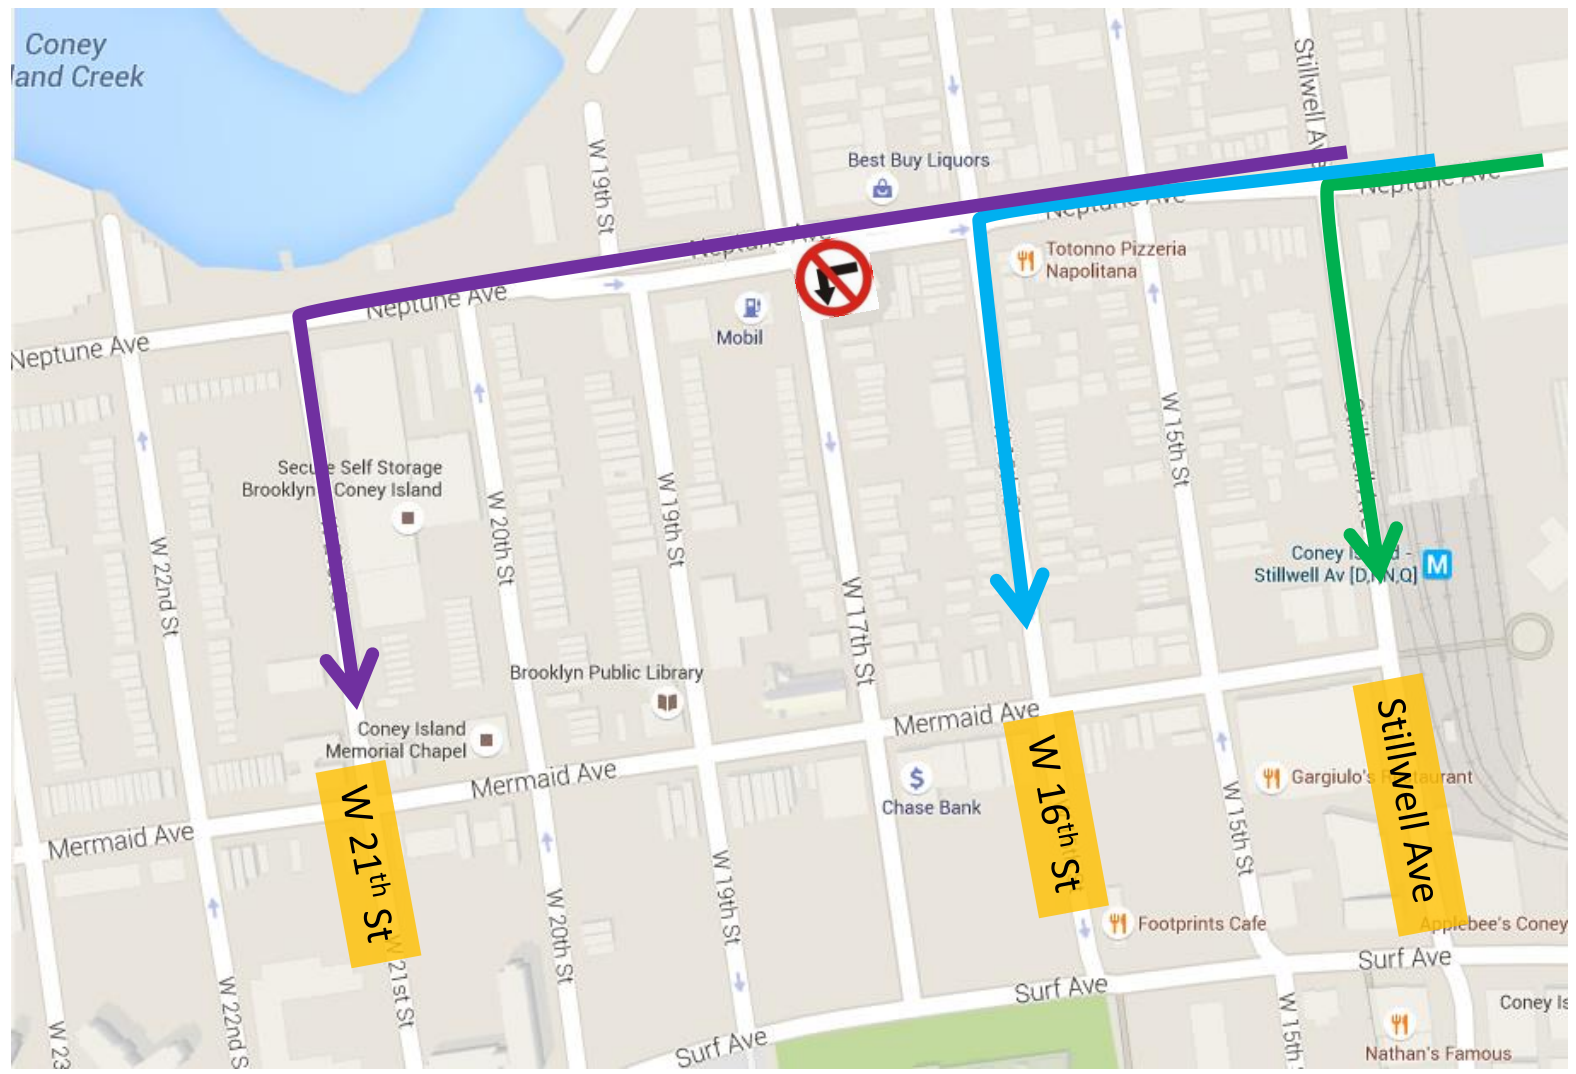 Coney
land Creek
Stillwell Av
W 19th St
Best Buy Liquors
Neptune Ave
Neptune Ave
Neptune Ave
Totonno Pizzeria
Napolitana
Neptune Ave
Mobil
Neptune Ave
W 15th St
Secure Self Storage
Brooklyn Coney Island
W 20th St
W 19th St
W 22nd St
W 17th St
Coney Island -
Stillwell Av [D,F,N,Q]
M
Brooklyn Public Library
Mermaid Ave
Coney Island
Memorial Chapel
Mermaid Ave
Mermaid Ave
$
Chase Bank
Gargiulo's Restaurant
W 21th St
W 16th St
Stillwell Ave
W 15th St
W 19th St
W 20th St
Footprints Cafe
Applebee's Coney
W 21st St
Surf Ave
Surf Ave
Surf Ave
W 22nd S
W 23
W 15th
Coney Is
Nathan's Famous